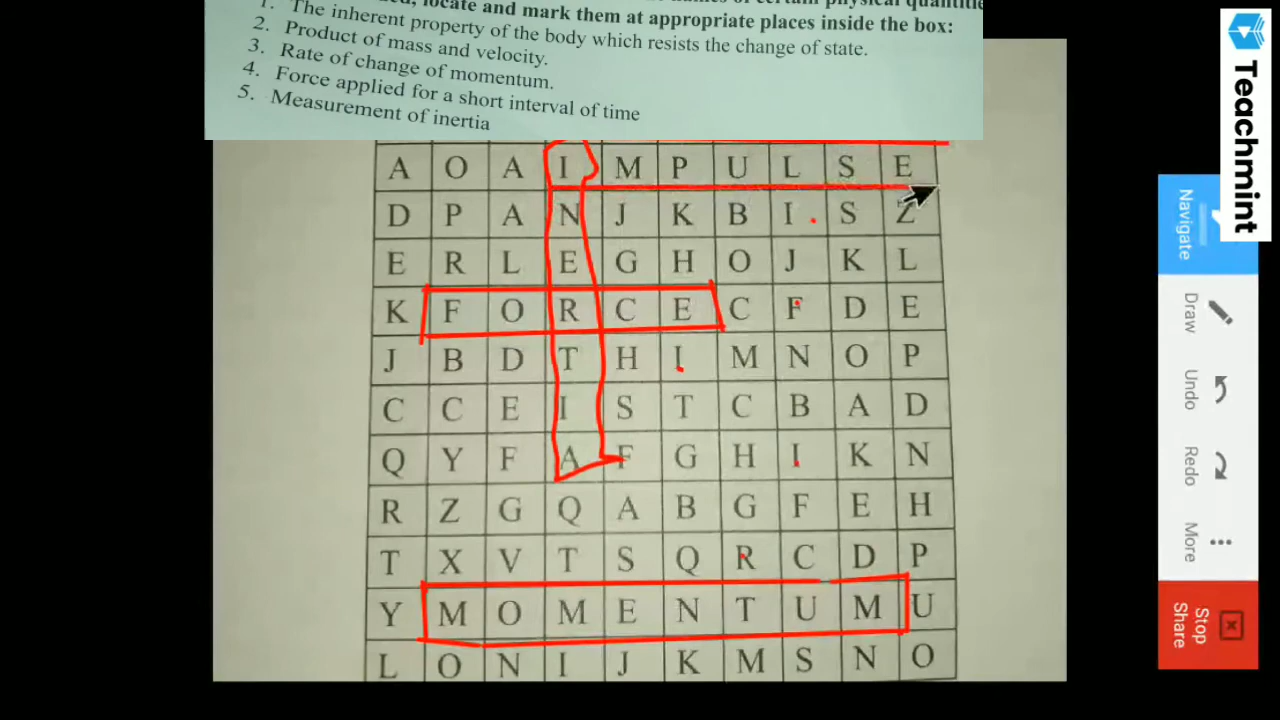 locate and mark them at appropriate places inside the box:
1. The inherent property of the body which resists the change of state.
2. Product of mass and velocity.
3. Rate of change of momentum.
4. Force applied for a short interval of time
5. Measurement of inertia
A O A I M P U L S E
D P A N J K B I S Z
E R L E G H O J K L
K F O R C E C F D E
J B D T H I M N O P
C C E I S T C B A D
Q Y F A F G H I K N
R Z G Q A B G F E H
T X V T S Q R C D P
Y M O M E N T U M U
L O N I J K M S N O
Teachmint
Navigate
Draw
Undo
Redo
More
Stop
Share